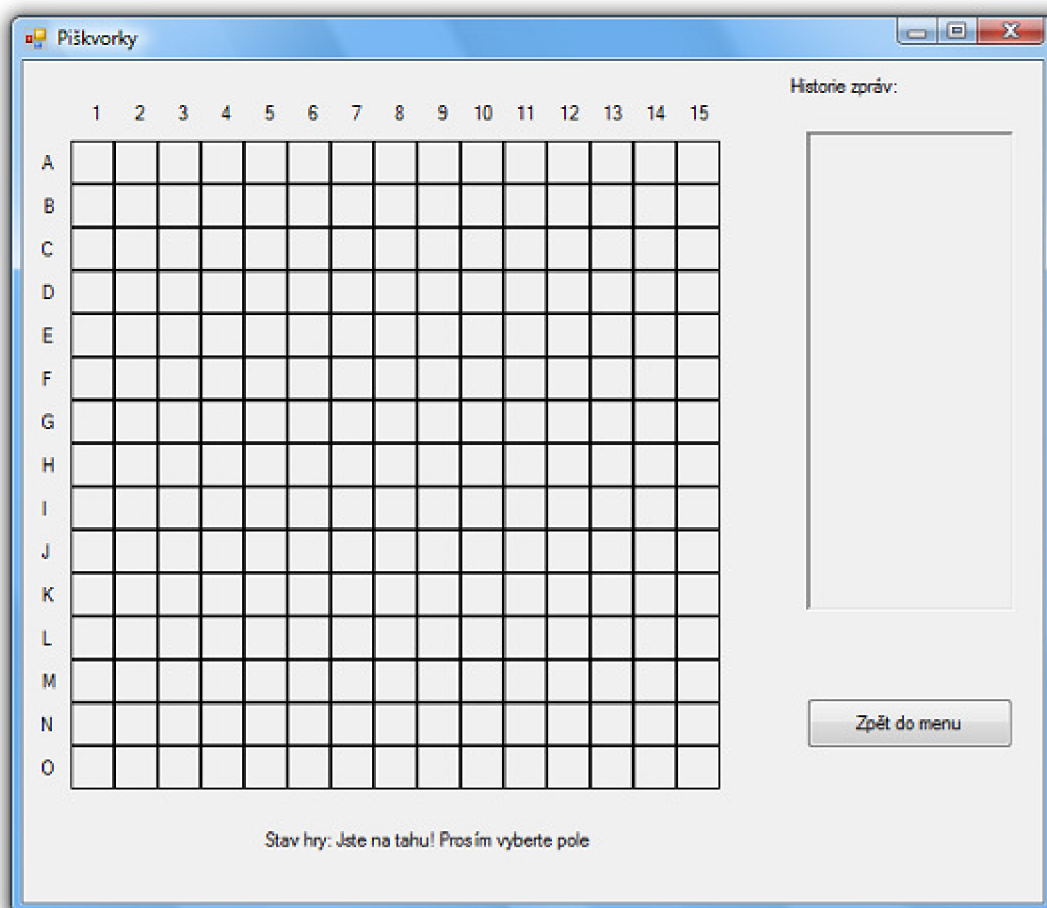 Piškvorky
Historie zpráv:
1 2 3 4 5 6 7 8 9 10 11 12 13 14 15
A
B
C
D
E
F
G
H
I
J
K
L
M
N
O
Zpět do menu
Stav hry: Jste na tahu! Prosím vyberte pole